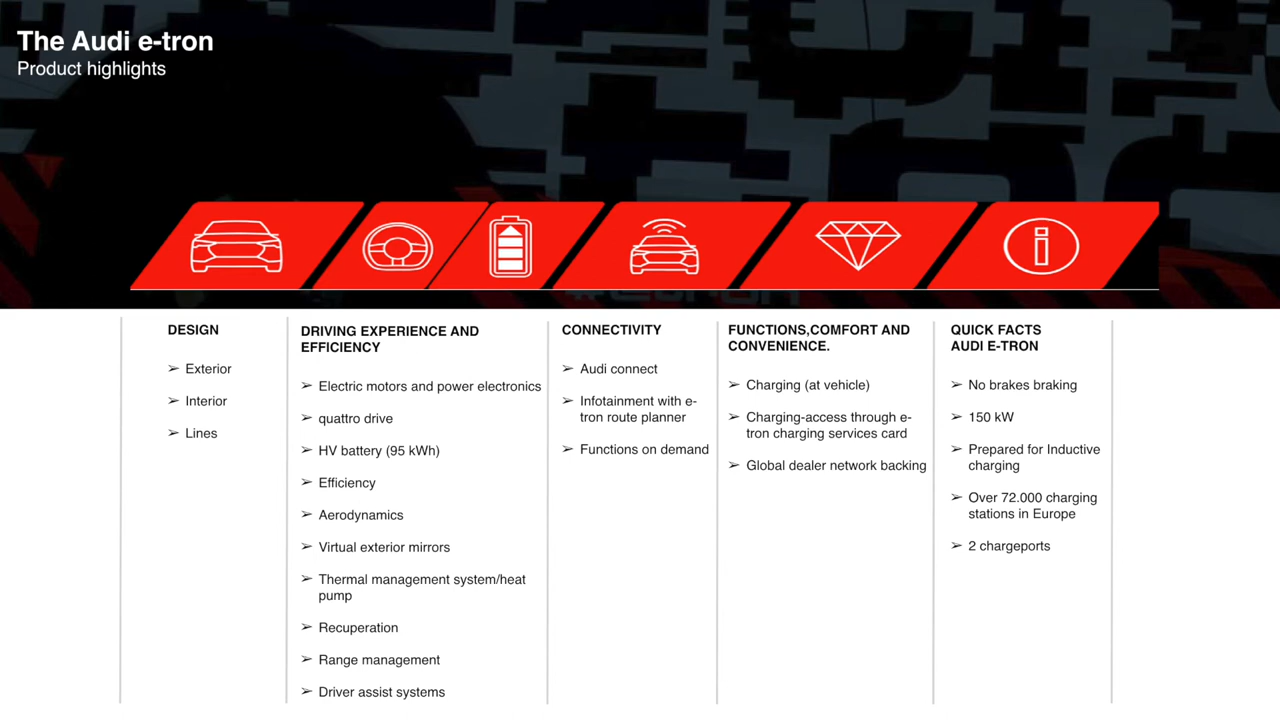 The Audi e-tron
Product highlights
DESIGN
➢ Exterior
➢ Interior
➢ Lines
DRIVING EXPERIENCE AND
EFFICIENCY
➢ Electric motors and power electronics
➢ quattro drive
➢ HV battery (95 kWh)
➢ Efficiency
➢ Aerodynamics
➢ Virtual exterior mirrors
➢ Thermal management system/heat
pump
➢ Recuperation
➢ Range management
➢ Driver assist systems
CONNECTIVITY
➢ Audi connect
➢ Infotainment with e-
tron route planner
➢ Functions on demand
FUNCTIONS,COMFORT AND
CONVENIENCE.
➢ Charging (at vehicle)
➢ Charging-access through e-
tron charging services card
➢ Global dealer network backing
QUICK FACTS
AUDI E-TRON
➢ No brakes braking
➢ 150 kW
➢ Prepared for Inductive
charging
➢ Over 72.000 charging
stations in Europe
➢ 2 chargeports